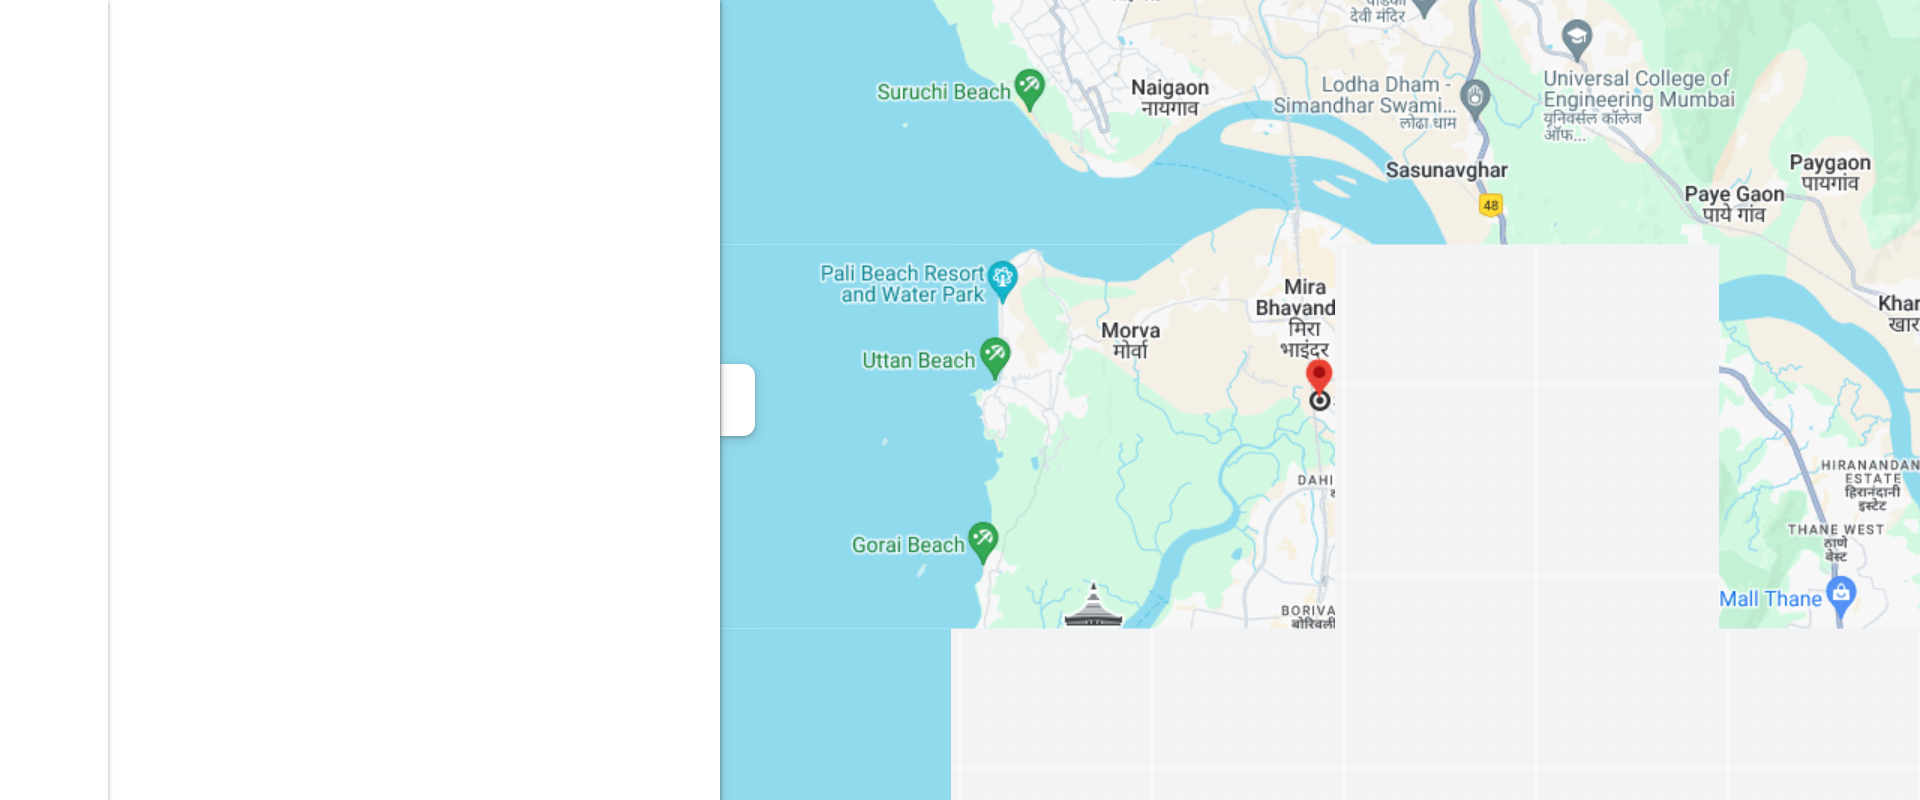 देवी मंदिर
Suruchi Beach
Naigaon
नायगाव
Lodha Dham -
Simandhar Swami...
लोढा धाम
Universal College of
Engineering Mumbai
यूनिवर्सल कॉलेज
ऑफ...
Sasunavghar
48
Paygaon
पायगांव
Paye Gaon
पाये गांव
Pali Beach Resort
and Water Park
Mira
Bhavand
मिरा
भाइंदर
Khar
खार
Morva
मोर्वा
Uttan Beach
DAHI
HIRANANDAN
ESTATE
हिरानंदानी
इस्टेट
THANE WEST
ठाणे
वेस्ट
Gorai Beach
Mall Thane
BORIVA
बोरिवली